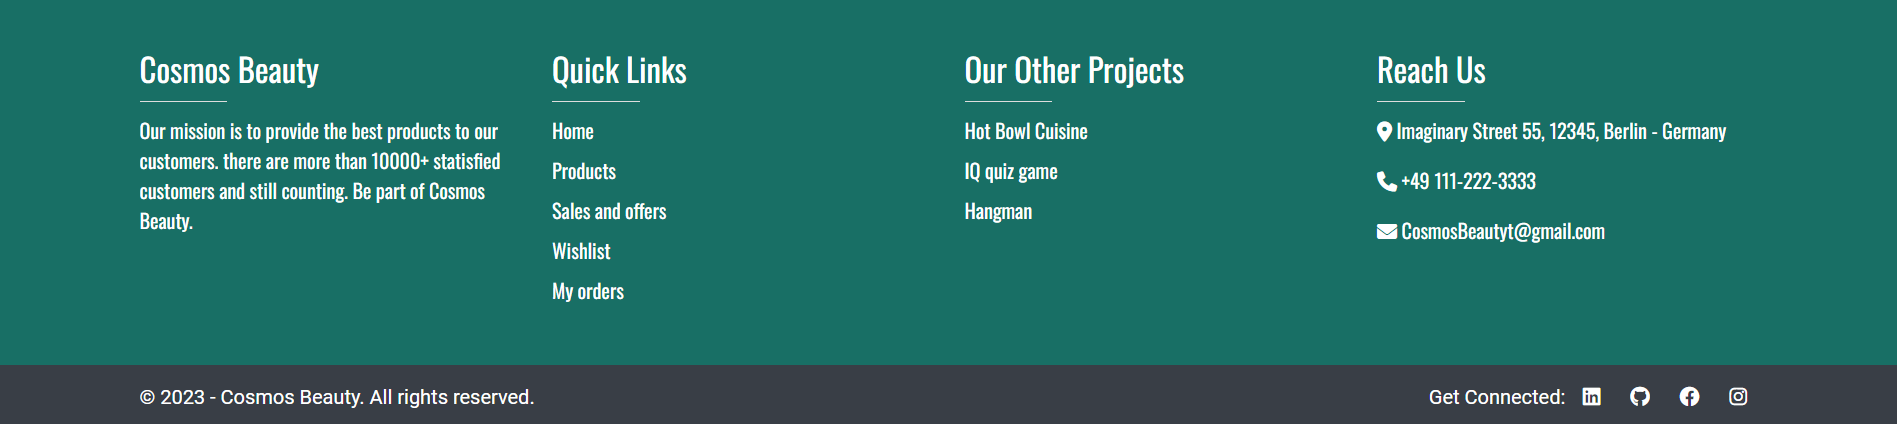 Cosmos Beauty
Our mission is to provide the best products to our
customers. there are more than 10000+ statisfied
customers and still counting. Be part of Cosmos
Beauty.
Quick Links
Home
Products
Sales and offers
Wishlist
My orders
Our Other Projects
Hot Bowl Cuisine
IQ quiz game
Hangman
Reach Us
Imaginary Street 55, 12345, Berlin - Germany
+49 111-222-3333
CosmosBeautyt@gmail.com
© 2023 - Cosmos Beauty. All rights reserved.
Get Connected: